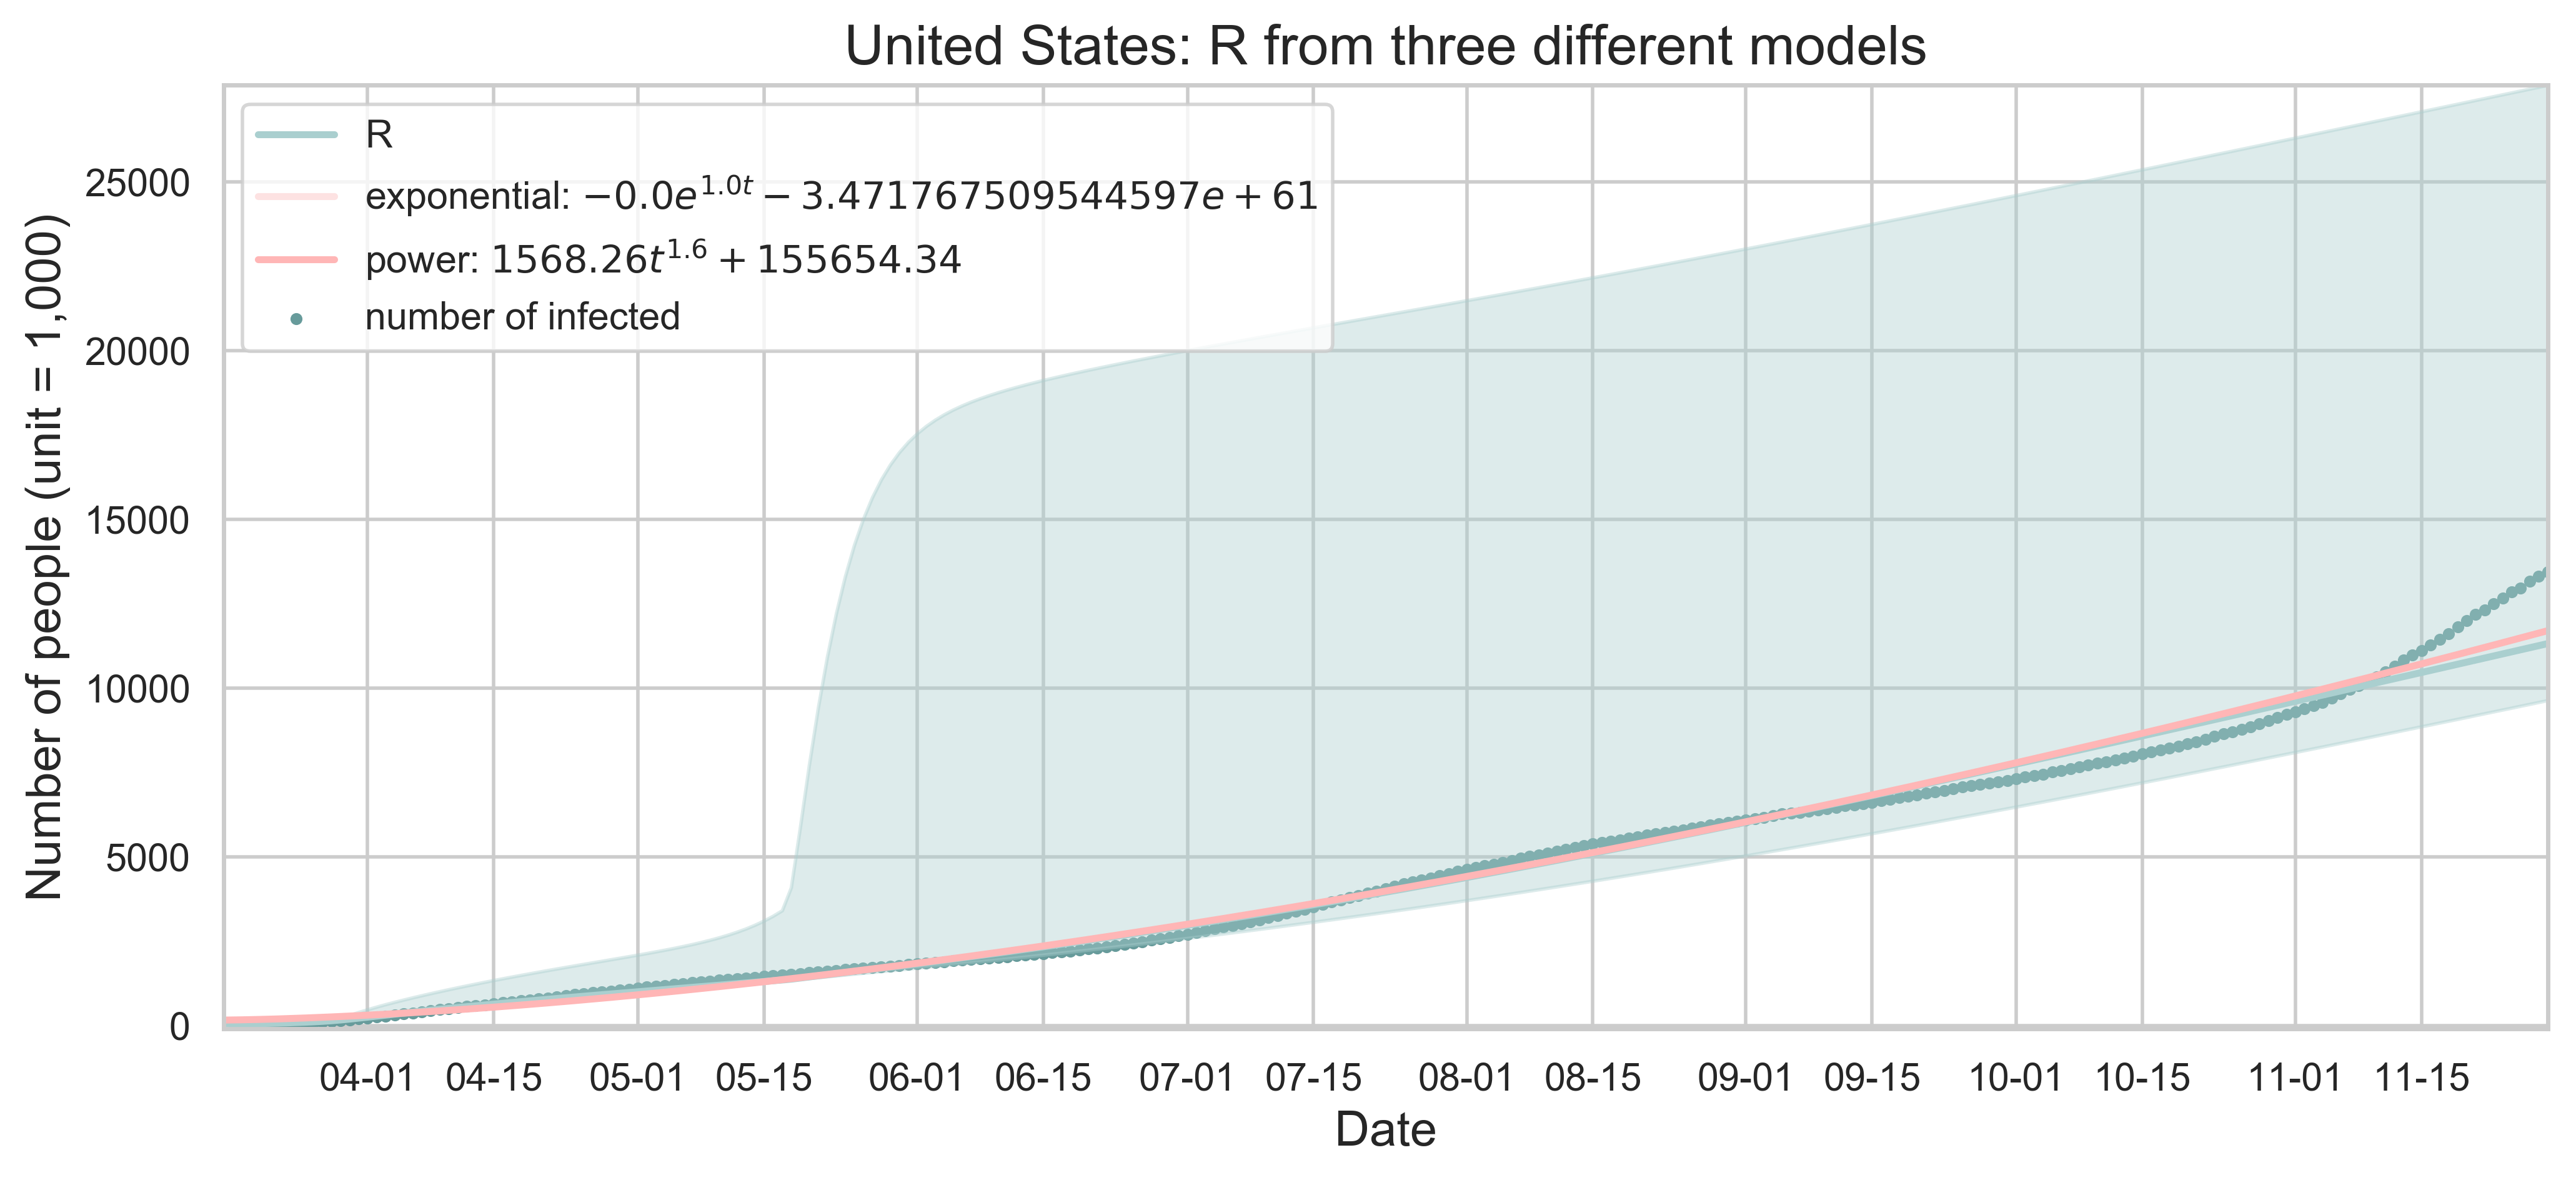 United States: R from three different models
R
exponential: −0.0e^{1.0t} − 3.4717675095445​97e + 61
power: 1568.26t^{1.6} + 155654.34
number of infected
Number of people (unit = 1,000)
25000
20000
15000
10000
5000
0
04-01 04-15 05-01 05-15 06-01 06-15 07-01 07-15 08-01 08-15 09-01 09-15 10-01 10-15 11-01 11-15
Date